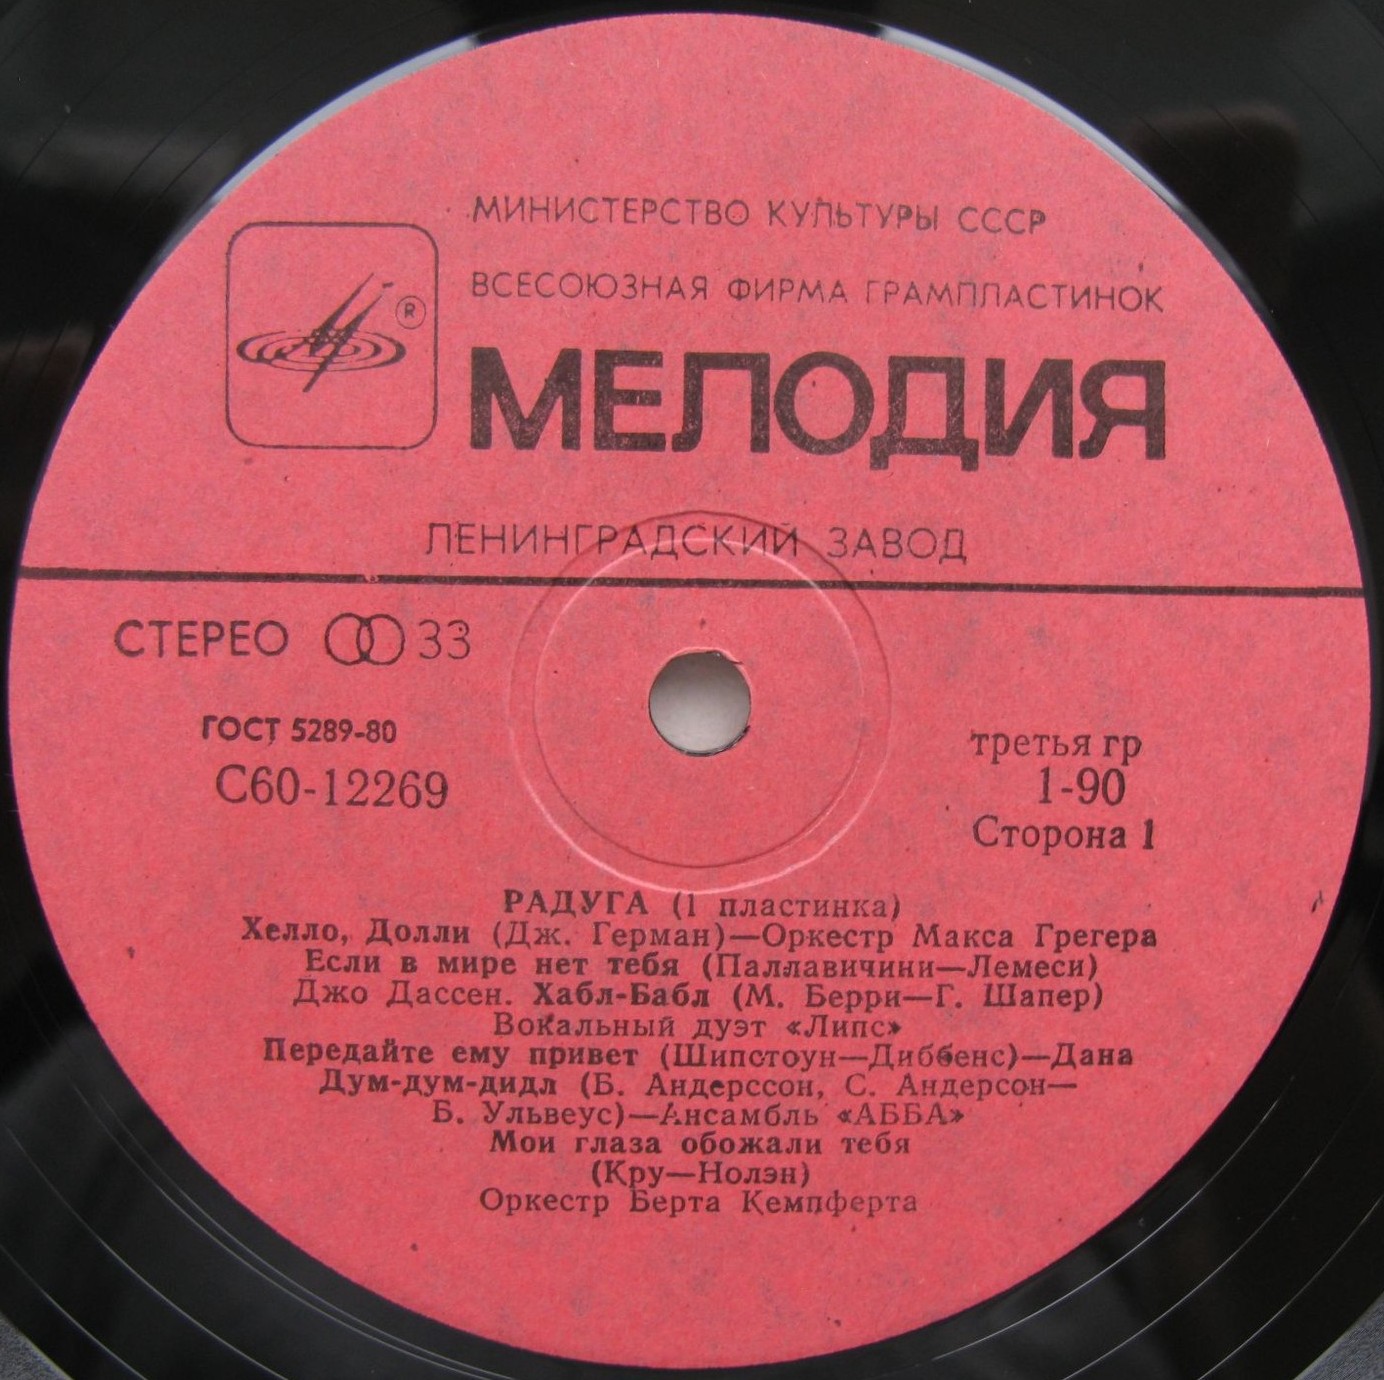 МИНИСТЕРСТВО КУЛЬТУРЫ СССР
ВСЕСОЮЗНАЯ ФИРМА ГРАМПЛАСТИНОК
®
МЕЛОДИЯ
ЛЕНИНГРАДСКИЙ ЗАВОД
СТЕРЕО 33
ГОСТ 5289-80
С60-12269
третья гр
1-90
Сторона 1
РАДУГА (1 пластинка)
Хелло, Долли (Дж. Герман)—Оркестр Макса Грегера
Если в мире нет тебя (Паллавичини—Лемеси)
Джо Дассен. Хабл-Бабл (М. Берри—Г. Шапер)
Вокальный дуэт «Липс»
Передайте ему привет (Шипстоун—Диббенс)—Дана
Дум-дум-дидл (Б. Андерссон, С. Андерсон—
Б. Ульвеус)—Ансамбль «АББА»
Мои глаза обожали тебя
(Кру—Нолэн)
Оркестр Берта Кемпферта